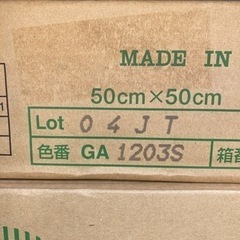 MADE IN
50cm×50cm
Lot 04JT
色番 GA 1203S 箱番